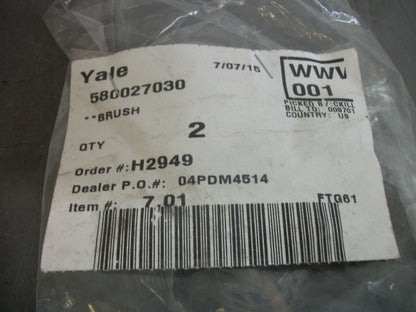 Yale 7/07/15 WWV
580027030 001
**BRUSH PICKED BY:CKILL
BILL TO: 009701
COUNTRY: US
QTY 2
Order #:H2949
Dealer P.O.#: 04PDM4514
Item #: 7.01 FTG61